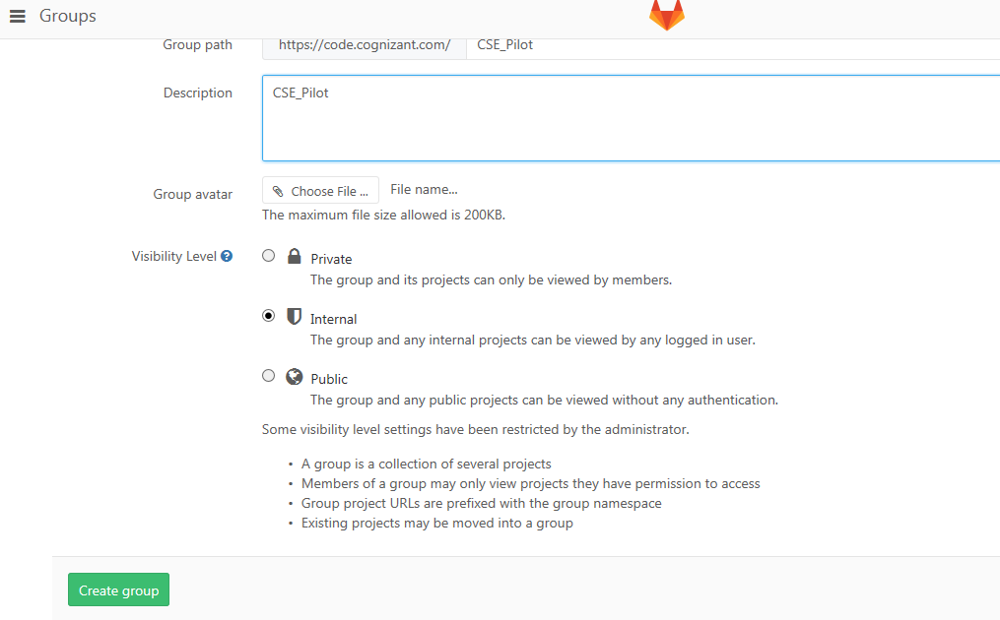 Groups
Group path https://code.cognizant.com/ CSE_Pilot
Description CSE_Pilot
Group avatar Choose File ... File name...
The maximum file size allowed is 200KB.
Visibility Level Private
The group and its projects can only be viewed by members.
Internal
The group and any internal projects can be viewed by any logged in user.
Public
The group and any public projects can be viewed without any authentication.
Some visibility level settings have been restricted by the administrator.
• A group is a collection of several projects
• Members of a group may only view projects they have permission to access
• Group project URLs are prefixed with the group namespace
• Existing projects may be moved into a group
Create group